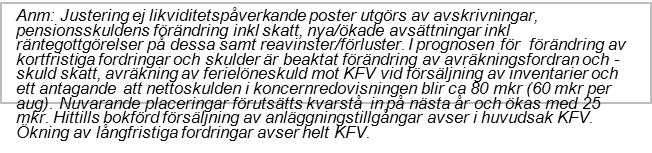 Anm: Justering ej likviditetspåverkande poster utgörs av avskrivningar,
pensionsskuldens förändring inkl skatt, nya/ökade avsättningar inkl
räntegottgörelser på dessa samt reavinster/förluster. I prognosen för förändring av
kortfristiga fordringar och skulder är beaktat förändring av avräkningsfordran och -
skuld skatt, avräkning av ferielöneskuld mot KFV vid försäljning av inventarier och
ett antagande att nettoskulden i koncernredovisningen blir ca 80 mkr (60 mkr per
aug). Nuvarande placeringar förutsätts kvarstå in på nästa år och ökas med 25
mkr. Hittills bokförd försäljning av anläggningstillgångar avser i huvudsak KFV.
Ökning av långfristiga fordringar avser helt KFV.